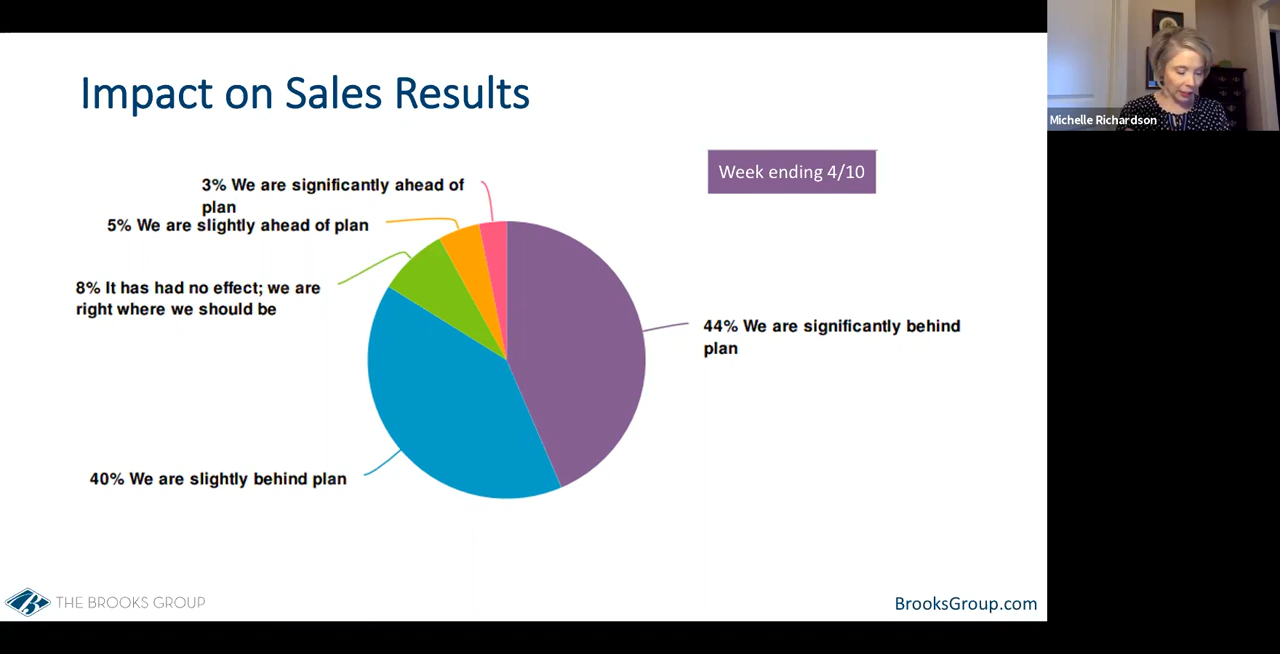 Impact on Sales Results
Michelle Richardson
Week ending 4/10
3% We are significantly ahead of
plan
5% We are slightly ahead of plan
8% It has had no effect; we are
right where we should be
44% We are significantly behind
plan
40% We are slightly behind plan
THE BROOKS GROUP
BrooksGroup.com